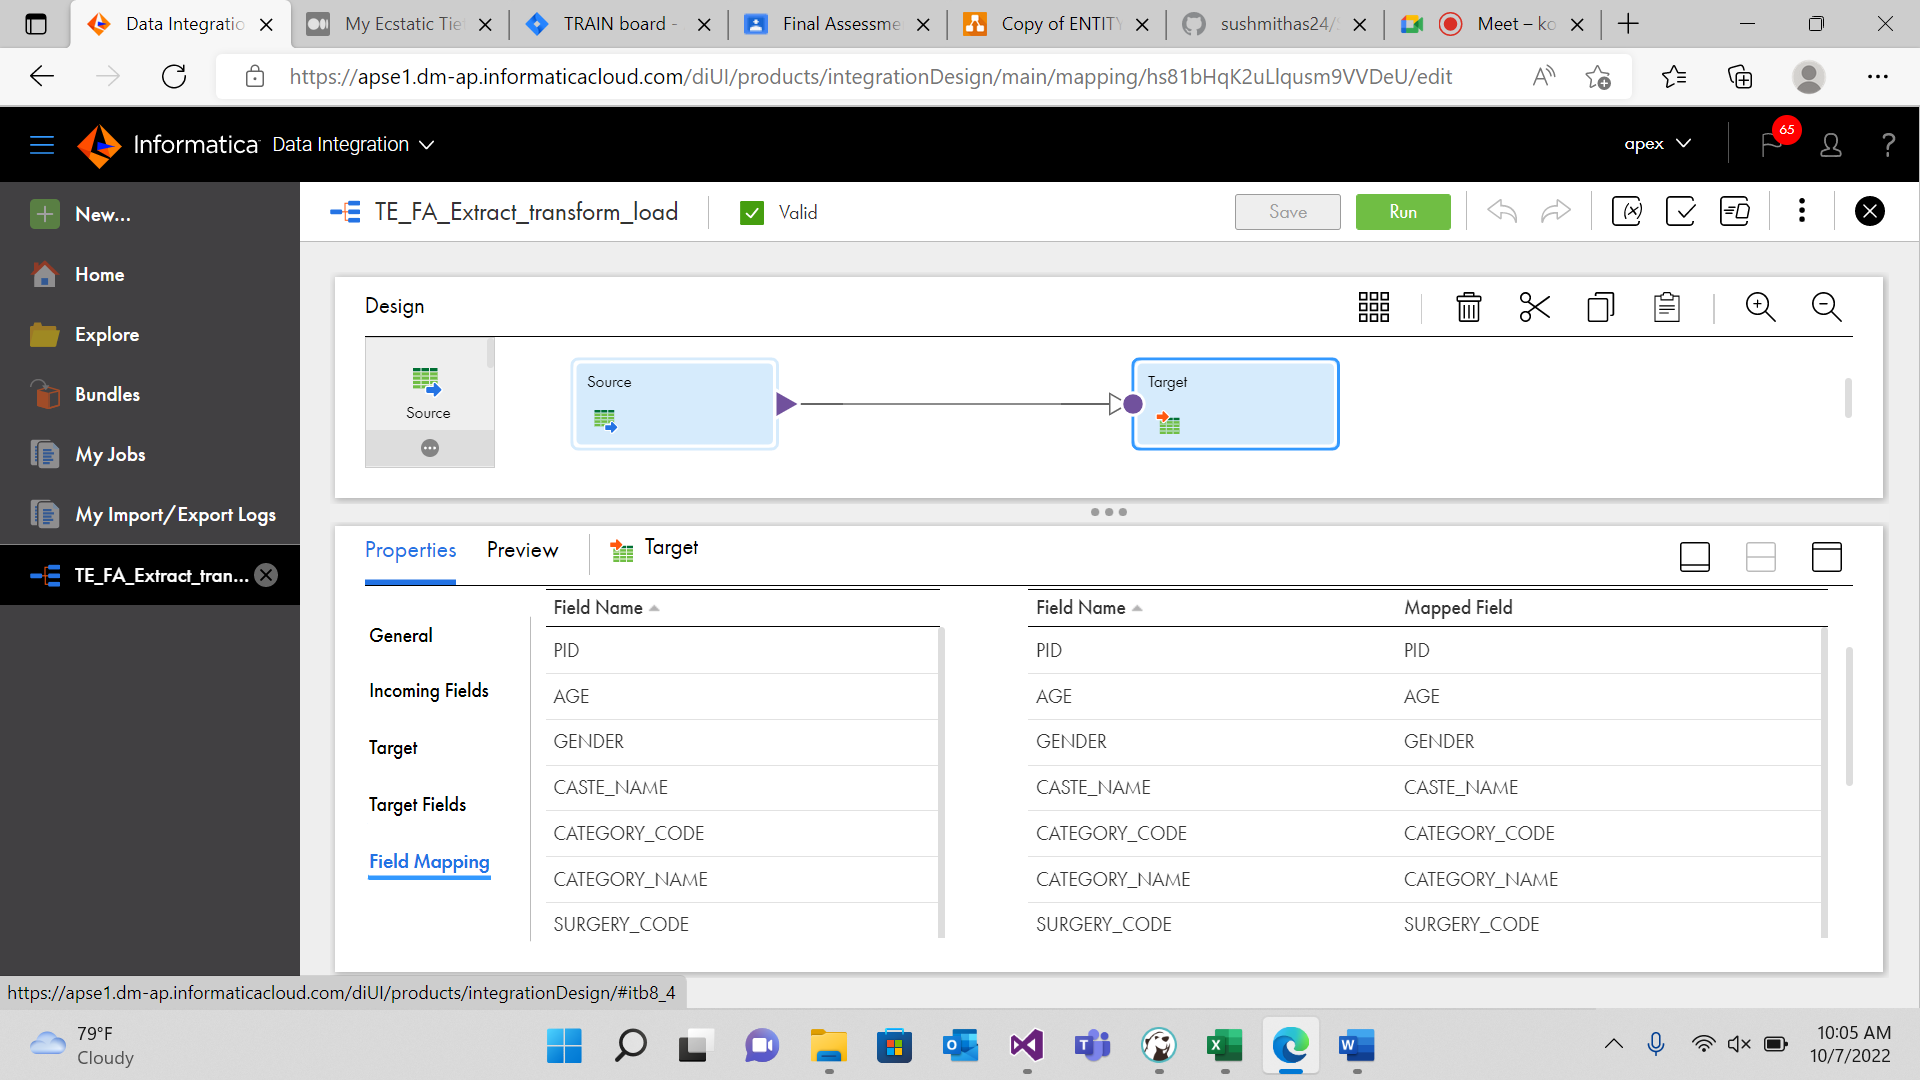 Data Integratio
My Ecstatic Tie
TRAIN board -
Final Assessme
Copy of ENTITY
sushmithas24/
Meet – ko
https://apse1.dm-ap.informaticacloud.com/diUI/products/integrationDesign/main/mapping/hs81bHqK2uLlqusm9VVDeU/edit
Informatica Data Integration
apex
65
?
New...
Home
Explore
Bundles
My Jobs
My Import/Export Logs
TE_FA_Extract_tran...
TE_FA_Extract_transform_load
Valid
Save
Run
Design
Source
Source
Target
Properties
Preview
Target
General
Incoming Fields
Target
Target Fields
Field Mapping
Field Name
PID
AGE
GENDER
CASTE_NAME
CATEGORY_CODE
CATEGORY_NAME
SURGERY_CODE
Field Name Mapped Field
PID PID
AGE AGE
GENDER GENDER
CASTE_NAME CASTE_NAME
CATEGORY_CODE CATEGORY_CODE
CATEGORY_NAME CATEGORY_NAME
SURGERY_CODE SURGERY_CODE
https://apse1.dm-ap.informaticacloud.com/diUI/products/integrationDesign/#itb8_4
79°F
Cloudy
10:05 AM
10/7/2022